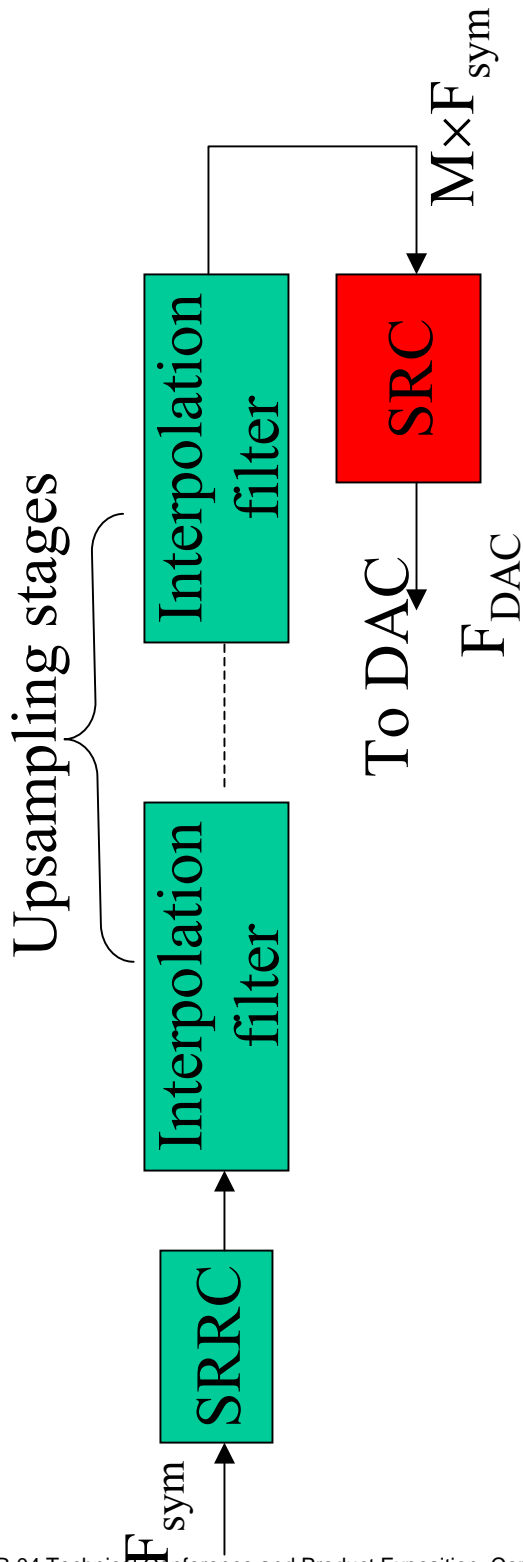 Upsampling stages
F sym
SRRC
Interpolation
filter
Interpolation
filter
M×F sym
SRC
To DAC
F DAC